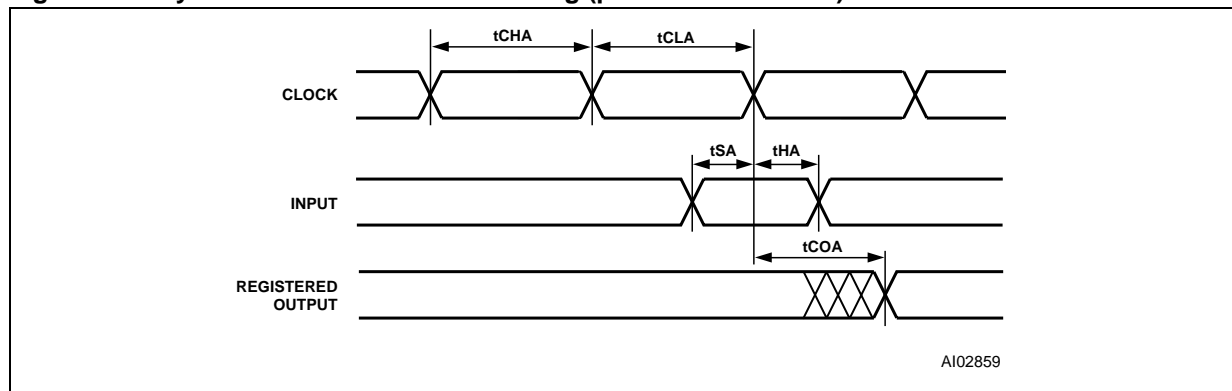 tCHA
tCLA
CLOCK
tSA
tHA
INPUT
tCOA
REGISTERED
OUTPUT
AI02859